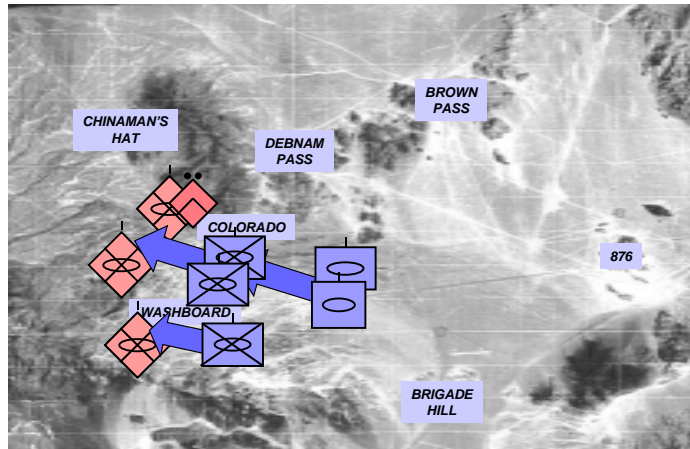 BROWN
PASS
CHINAMAN'S
HAT
DEBNAM
PASS
COLORADO
876
WASHBOARD
BRIGADE
HILL